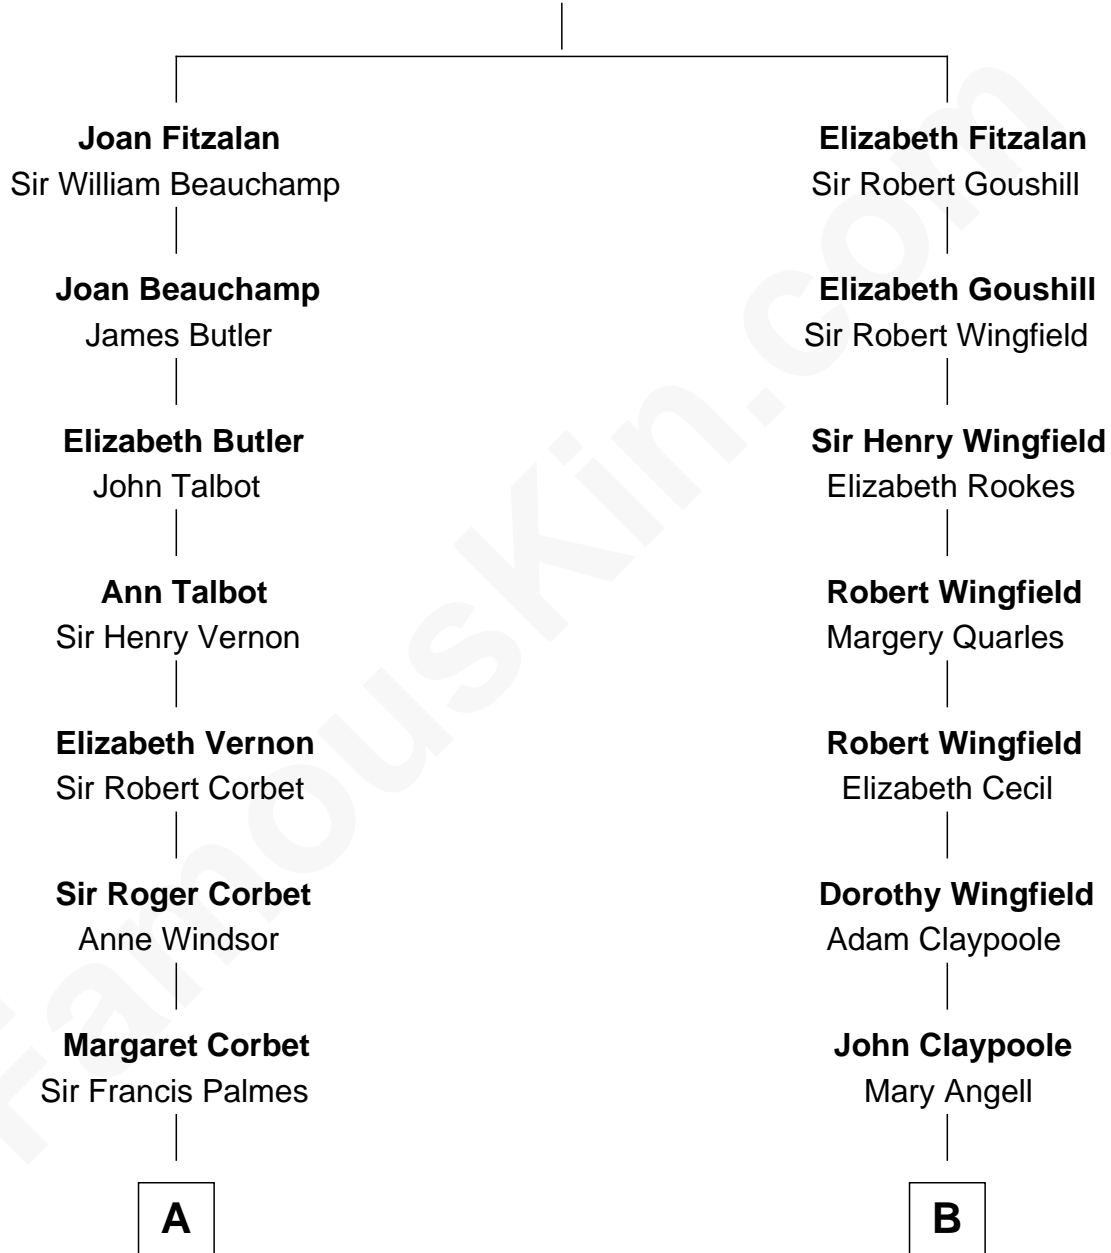 Joan Fitzalan
Sir William Beauchamp
Joan Beauchamp
James Butler
Elizabeth Butler
John Talbot
Ann Talbot
Sir Henry Vernon
Elizabeth Vernon
Sir Robert Corbet
Sir Roger Corbet
Anne Windsor
Margaret Corbet
Sir Francis Palmes
A
Elizabeth Fitzalan
Sir Robert Goushill
Elizabeth Goushill
Sir Robert Wingfield
Sir Henry Wingfield
Elizabeth Rookes
Robert Wingfield
Margery Quarles
Robert Wingfield
Elizabeth Cecil
Dorothy Wingfield
Adam Claypoole
John Claypoole
Mary Angell
B
FamousKin.com